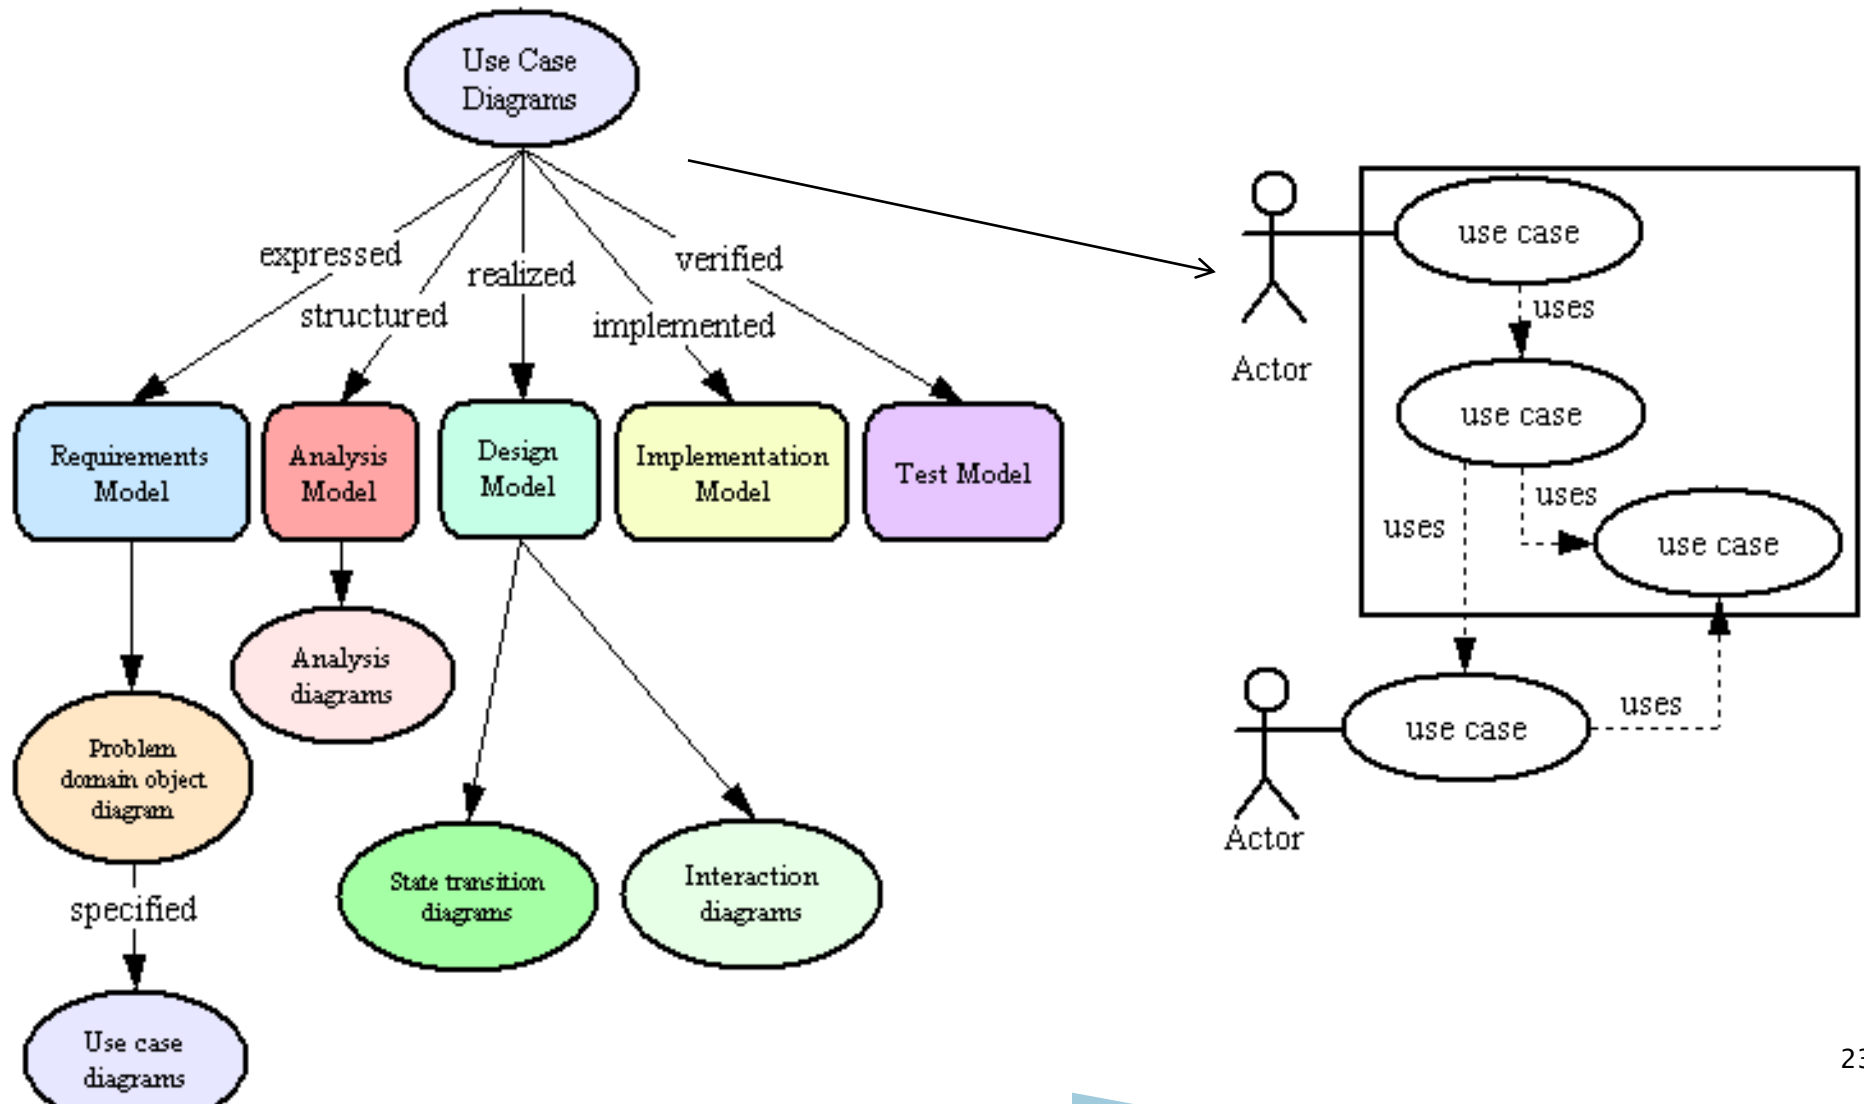 Use Case
Diagrams
expressed
structured
realized
implemented
verified
Requirements
Model
Analysis
Model
Design
Model
Implementation
Model
Test Model
Analysis
diagrams
Problem
domain object
diagram
specified
Use case
diagrams
State transition
diagrams
Interaction
diagrams
Actor
use case
uses
use case
uses
uses
use case
Actor
use case
uses
23